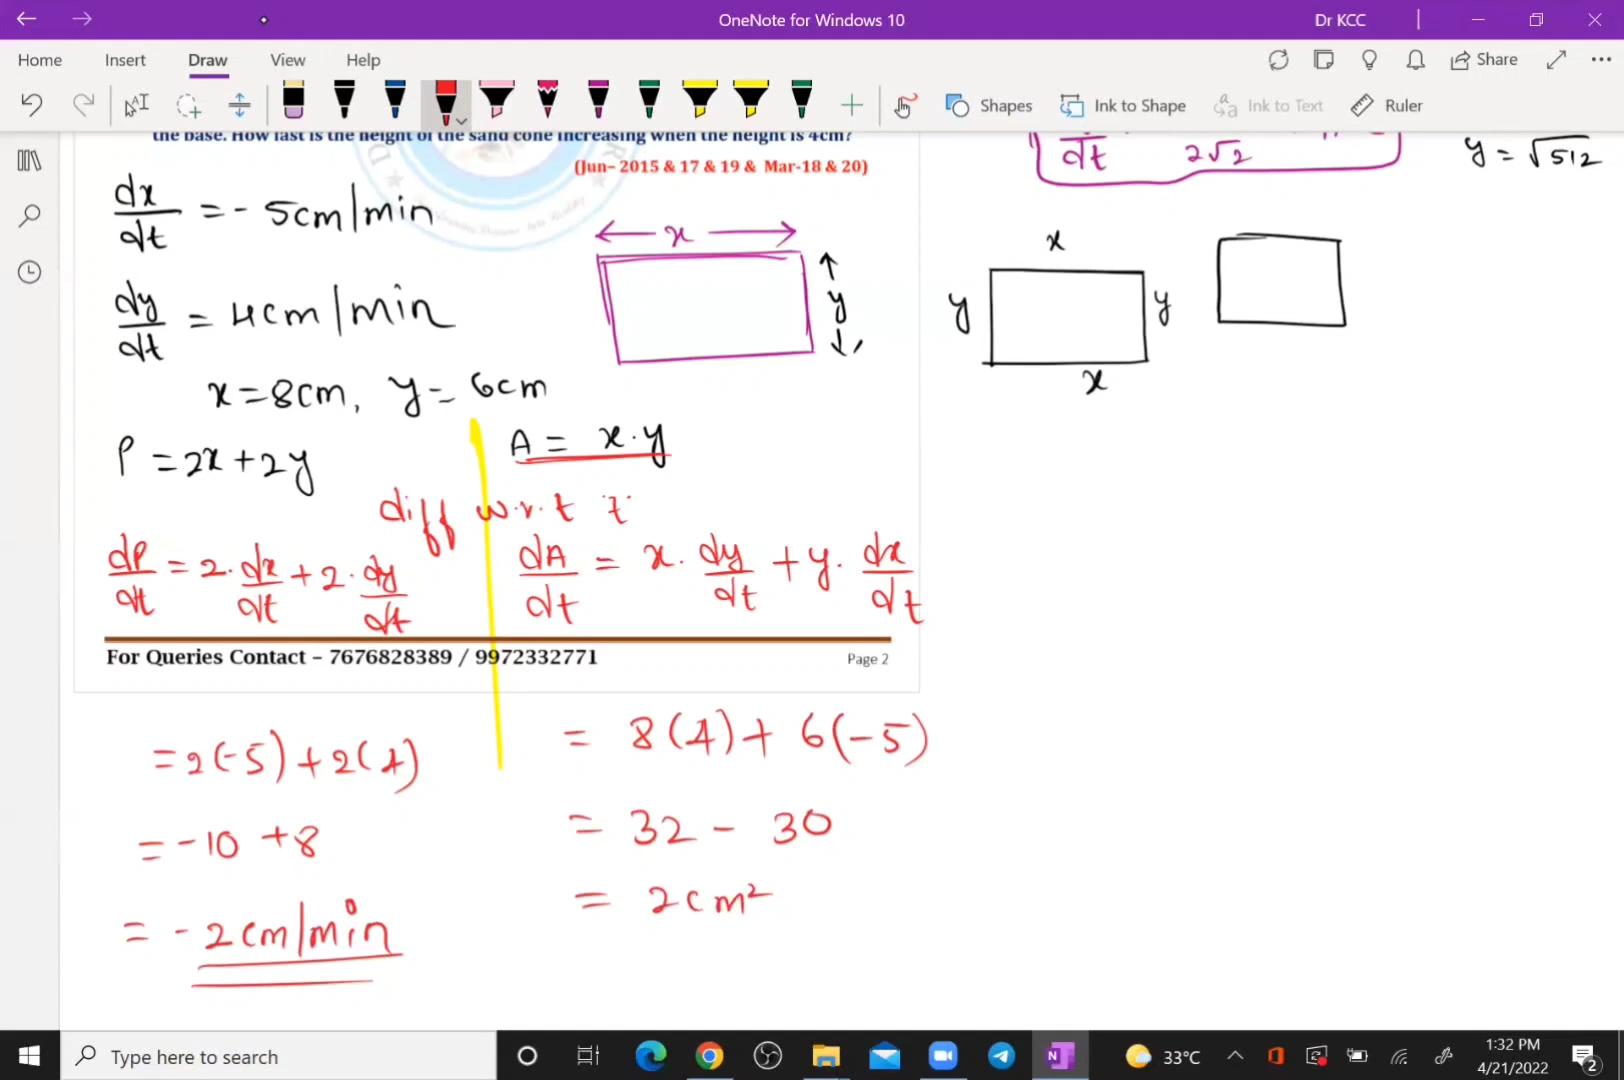 OneNote for Windows 10
Dr KCC
Home Insert Draw View Help
Share
Shapes Ink to Shape Ink to Text Ruler
the base. How fast is the height of the sand cone increasing when the height is 4cm?
(Jun– 2015 & 17 & 19 & Mar-18 & 20)
dx/dt = - 5cm/min
dy/dt = 4cm/min
x = 8cm, y = 6cm
P = 2x + 2y
A = x · y
diff w.r.t 't'
dP/dt = 2 · dx/dt + 2 · dy/dt
dA/dt = x · dy/dt + y · dx/dt
For Queries Contact – 7676828389 / 9972332771
Page 2
= 2(-5) + 2(4)
= -10 + 8
= - 2cm/min
= 8(4) + 6(-5)
= 32 - 30
= 2cm²
x
y
dt 2√2
y = √512
x
y y
x
Type here to search
33°C
1:32 PM
4/21/2022
2